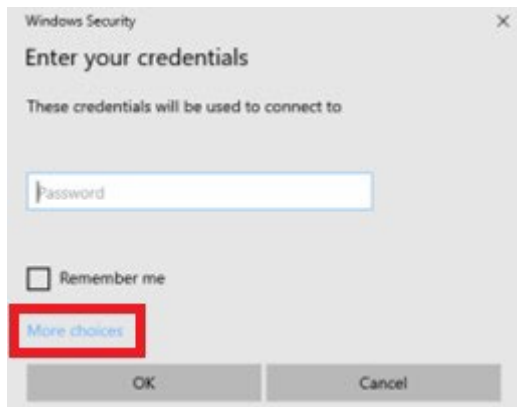 Windows Security
Enter your credentials
These credentials will be used to connect to
Password
Remember me
More choices
OK Cancel